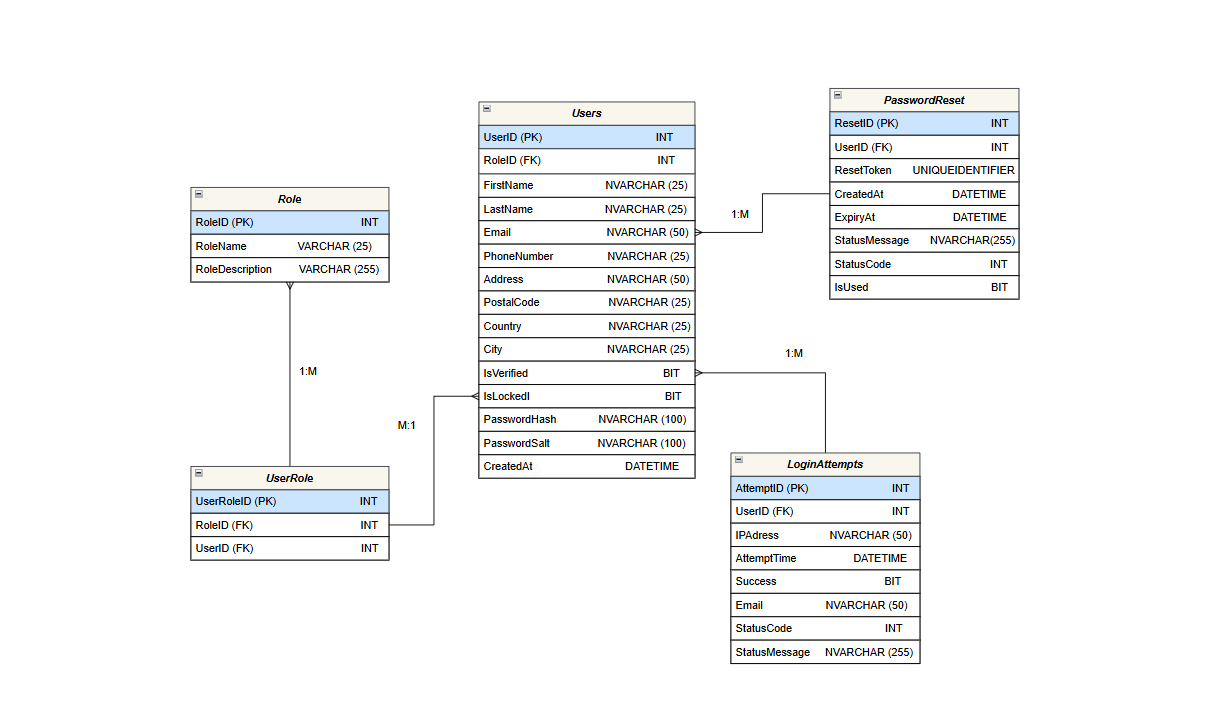 Role
RoleID (PK) INT
RoleName VARCHAR (25)
RoleDescription VARCHAR (255)
1:M
UserRole
UserRoleID (PK) INT
RoleID (FK) INT
UserID (FK) INT
M:1
Users
UserID (PK) INT
RoleID (FK) INT
FirstName NVARCHAR (25)
LastName NVARCHAR (25)
Email NVARCHAR (50)
PhoneNumber NVARCHAR (25)
Address NVARCHAR (50)
PostalCode NVARCHAR (25)
Country NVARCHAR (25)
City NVARCHAR (25)
IsVerified BIT
IsLockedI BIT
PasswordHash NVARCHAR (100)
PasswordSalt NVARCHAR (100)
CreatedAt DATETIME
1:M
PasswordReset
ResetID (PK) INT
UserID (FK) INT
ResetToken UNIQUEIDENTIFIER
CreatedAt DATETIME
ExpiryAt DATETIME
StatusMessage NVARCHAR(255)
StatusCode INT
IsUsed BIT
1:M
LoginAttempts
AttemptID (PK) INT
UserID (FK) INT
IPAdress NVARCHAR (50)
AttemptTime DATETIME
Success BIT
Email NVARCHAR (50)
StatusCode INT
StatusMessage NVARCHAR (255)